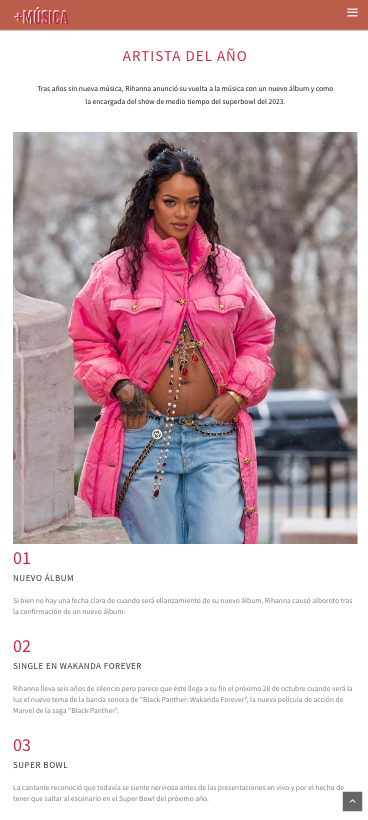 +MÚSICA
ARTISTA DEL AÑO
Tras años sin nueva música, Rihanna anunció su vuelta a la música con un nuevo álbum y como
la encargada del show de medio tiempo del superbowl del 2023.
01
NUEVO ÁLBUM
Si bien no hay una fecha clara de cuando será ellanzamiento de su nuevo álbum, Rihanna causó alboroto tras
la confirmación de un nuevo álbum.
02
SINGLE EN WAKANDA FOREVER
Rihanna lleva seis años de silencio pero parece que éste llega a su fin el próximo 28 de octubre cuando verá la
luz el nuevo tema de la banda sonora de "Black Panther: Wakanda Forever", la nueva película de acción de
Marvel de la saga "Black Panther".
03
SUPER BOWL
La cantante reconoció que todavía se siente nerviosa antes de las presentaciones en vivo y por el hecho de
tener que saltar al escenario en el Super Bowl del próximo año.